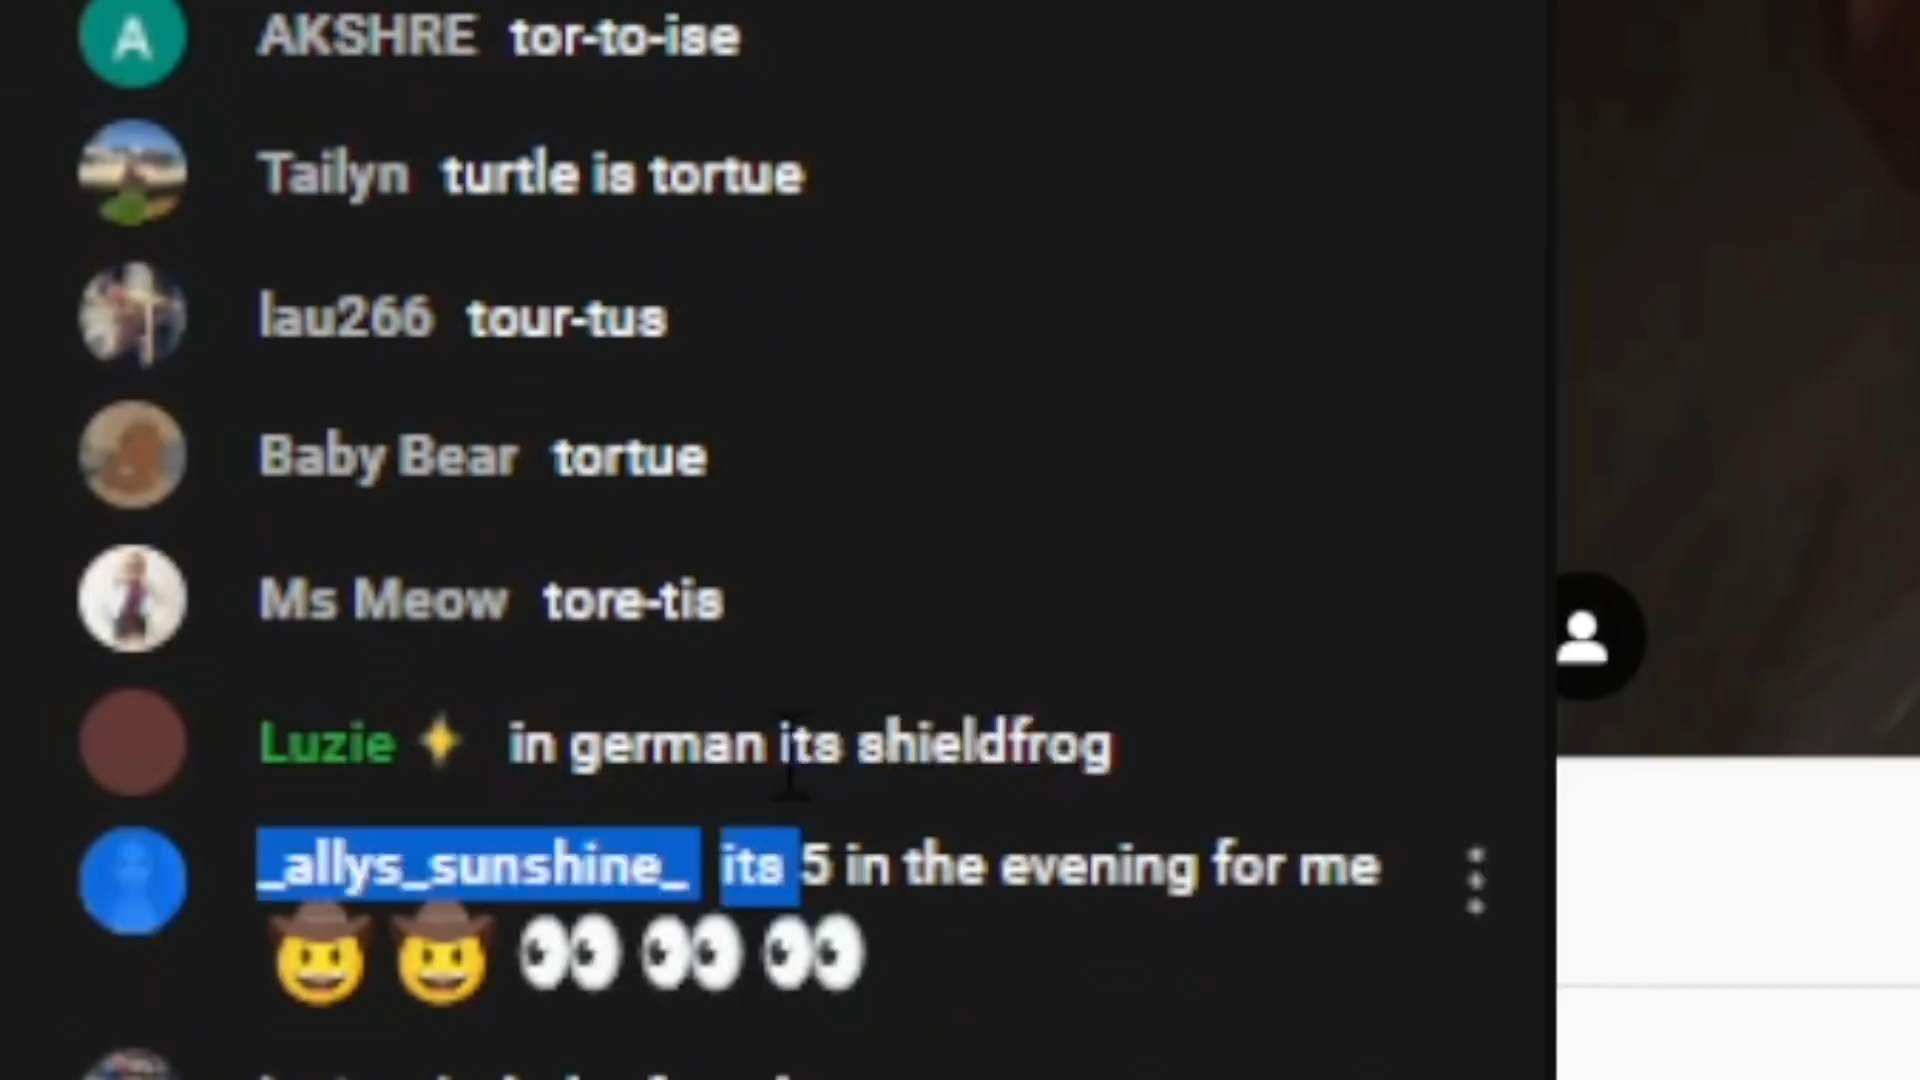 A AKSHRE tor-to-ise
Tailyn turtle is tortue
lau266 tour-tus
Baby Bear tortue
Ms Meow tore-tis
Luzie ✦ in german its shieldfrog
_allys_sunshine_ its 5 in the evening for me
🤠🤠👀👀👀